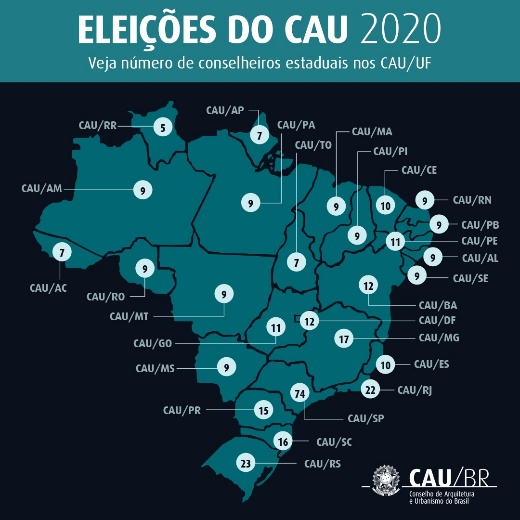 ELEIÇÕES DO CAU 2020
Veja número de conselheiros estaduais nos CAU/UF
CAU/RR 5
CAU/AP 7
CAU/PA 9
CAU/TO 7
CAU/MA 9
CAU/PI 9
CAU/CE 10
CAU/AM 9
CAU/RN 9
CAU/PB 9
CAU/PE 11
CAU/AL 9
CAU/SE 9
CAU/AC 7
CAU/RO 9
CAU/MT 9
CAU/BA 12
CAU/DF 12
CAU/GO 11
CAU/MG 17
CAU/MS 9
CAU/ES 10
CAU/RJ 22
CAU/PR 15
CAU/SP 74
CAU/SC 16
CAU/RS 23
CAU/BR
Conselho de Arquitetura
e Urbanismo do Brasil